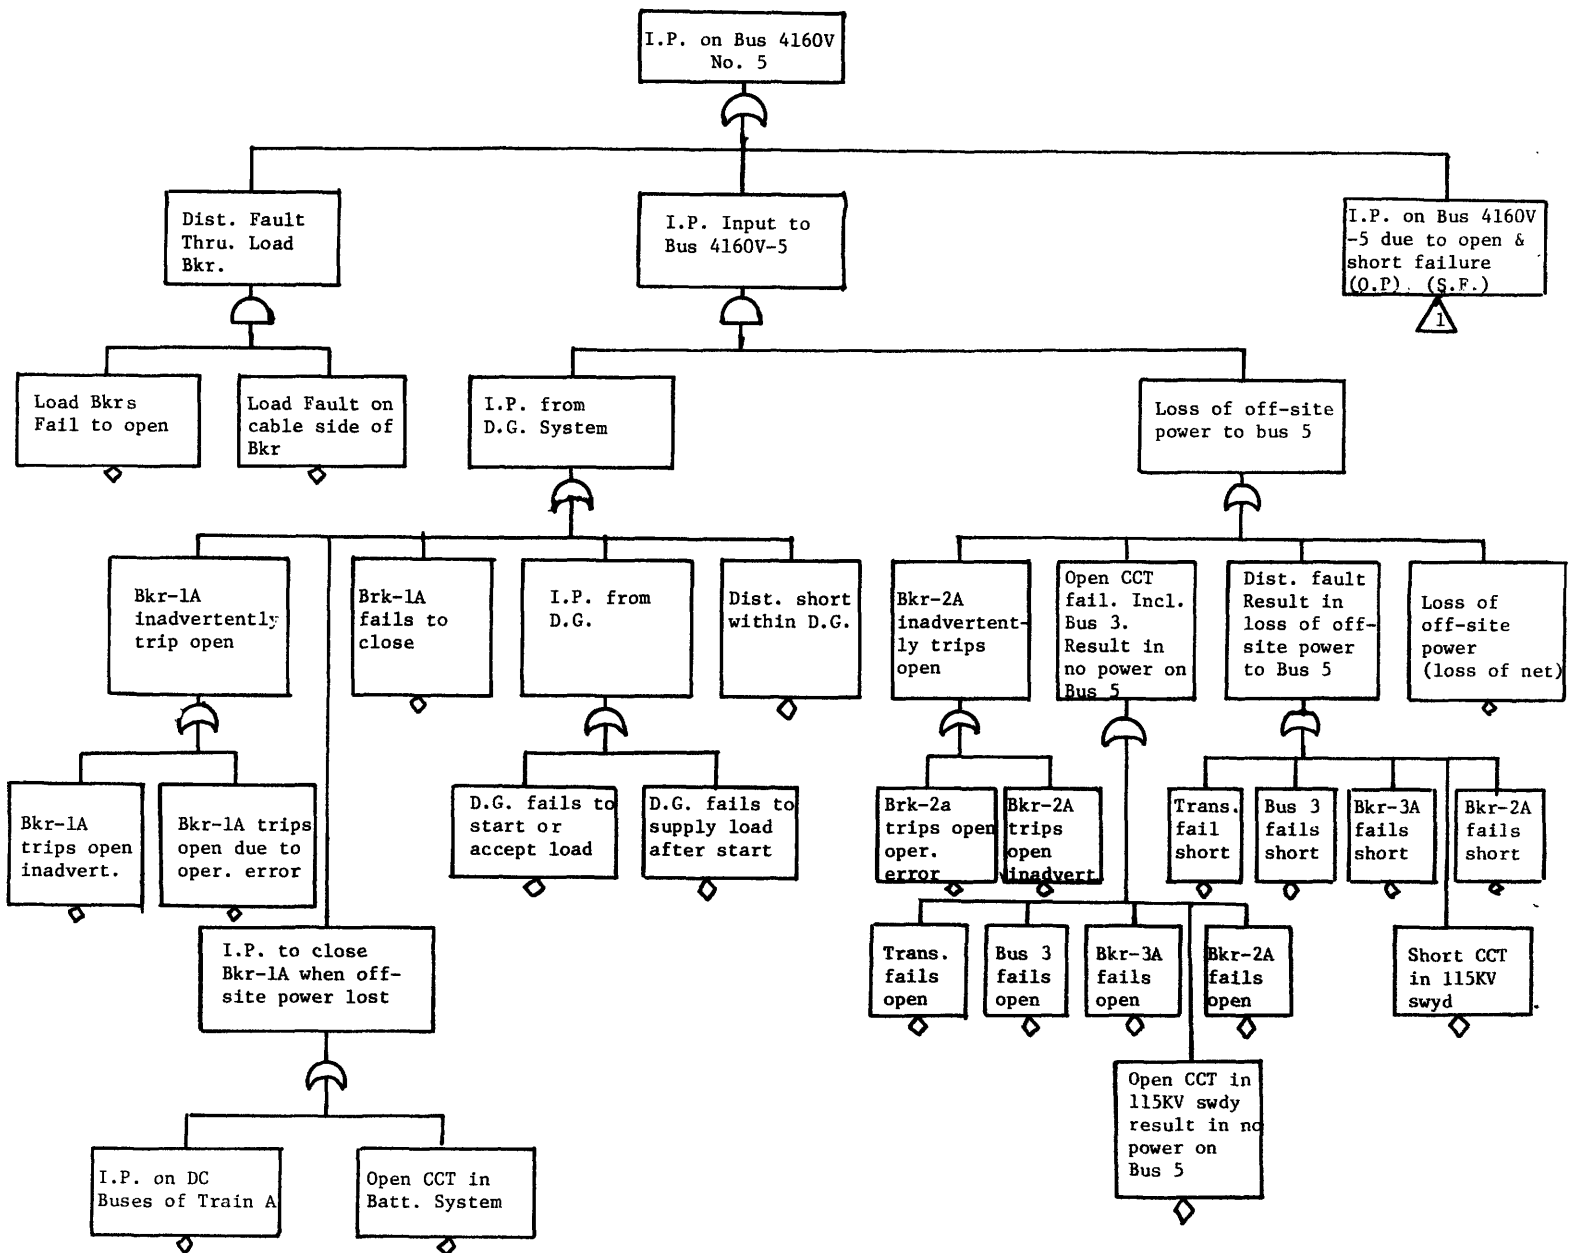 I.P. on Bus 4160V
No. 5
Dist. Fault
Thru. Load
Bkr.
I.P. Input to
Bus 4160V-5
I.P. on Bus 4160V
-5 due to open &
short failure
(O.P). (S.F.)
1
Load Bkrs
Fail to open
Load Fault on
cable side of
Bkr
I.P. from
D.G. System
Loss of off-site
power to bus 5
Bkr-1A
inadvertently
trip open
Brk-1A
fails to
close
I.P. from
D.G.
Dist. short
within D.G.
Bkr-2A
inadvertent-
ly trips
open
Open CCT
fail. Incl.
Bus 3.
Result in
no power on
Bus 5
Dist. fault
Result in
loss of off-
site power
to Bus 5
Loss of
off-site
power
(loss of net)
Bkr-1A
trips open
inadvert.
Bkr-1A trips
open due to
oper. error
D.G. fails to
start or
accept load
D.G. fails to
supply load
after start
Brk-2a
trips open
oper.
error
Bkr-2A
trips
open
inadvert.
Trans.
fail
short
Bus 3
fails
short
Bkr-3A
fails
short
Bkr-2A
fails
short
I.P. to close
Bkr-1A when off-
site power lost
Trans.
fails
open
Bus 3
fails
open
Bkr-3A
fails
open
Bkr-2A
fails
open
Short CCT
in 115KV
swyd
Open CCT in
115KV swdy
result in no
power on
Bus 5
I.P. on DC
Buses of Train A
Open CCT in
Batt. System